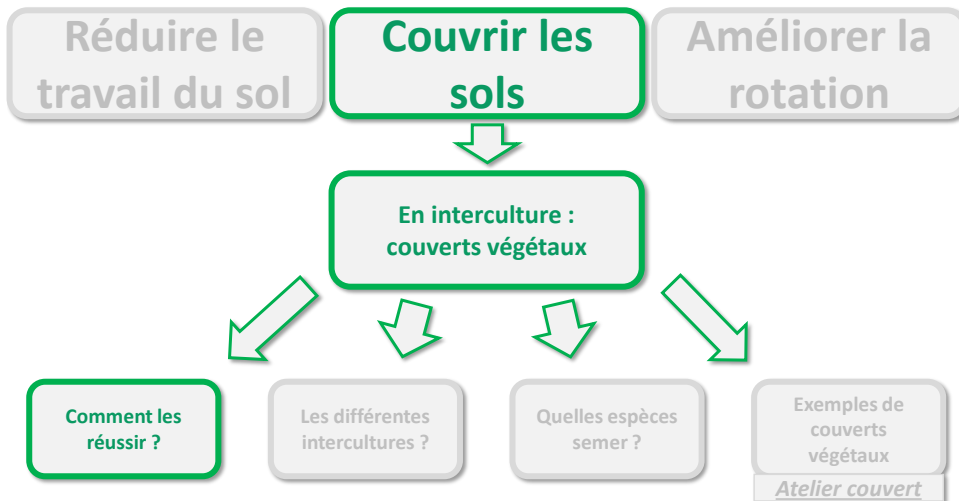 Réduire le
travail du sol
Couvrir les
sols
Améliorer la
rotation
En interculture :
couverts végétaux
Comment les
réussir ?
Les différentes
intercultures ?
Quelles espèces
semer ?
Exemples de
couverts
végétaux
Atelier couvert